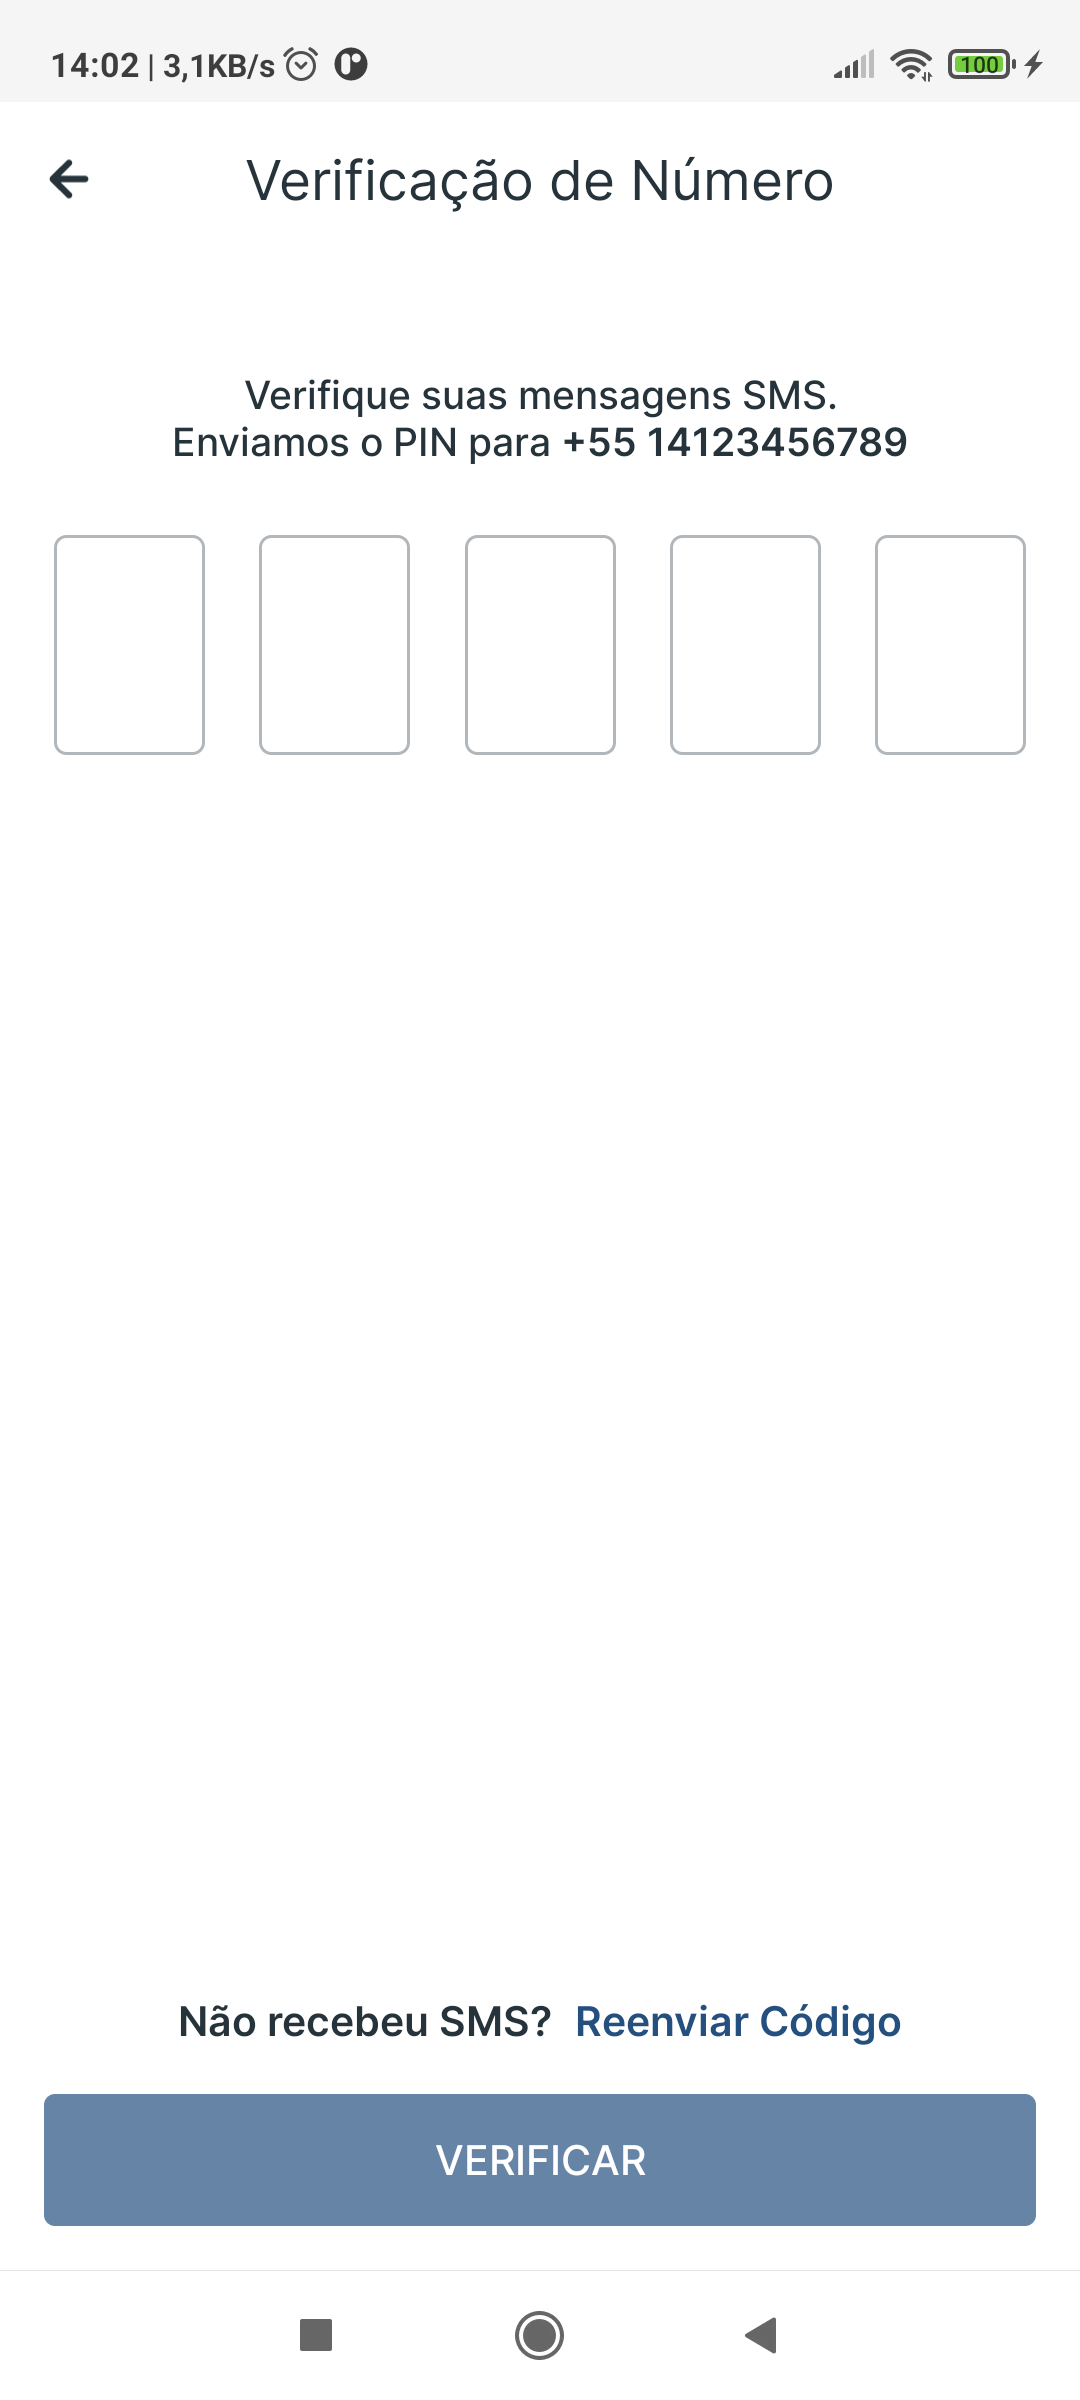 14:02 | 3,1KB/s
100
Verificação de Número
Verifique suas mensagens SMS.
Enviamos o PIN para +55 14123456789
Não recebeu SMS? Reenviar Código
VERIFICAR